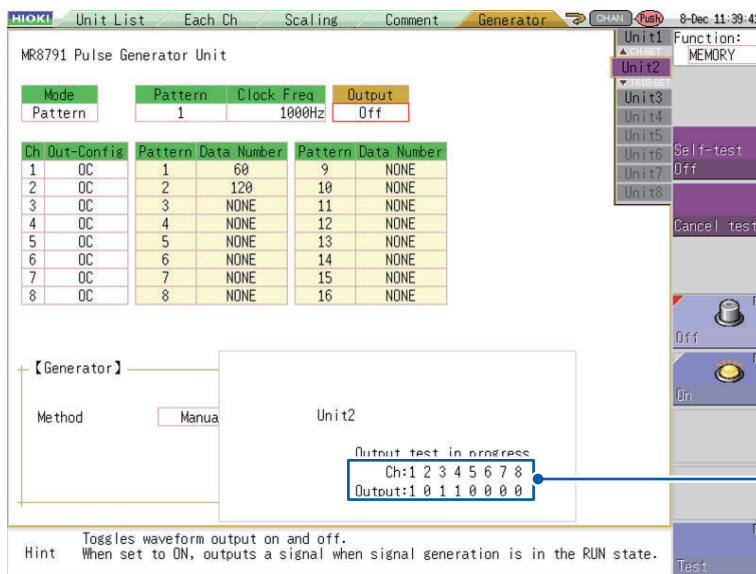 HIOKI Unit List Each Ch Scaling Comment Generator CHAN Push 8-Dec 11:39:4
MR8791 Pulse Generator Unit
Unit1
▲CH SET
Unit2
▼TRIG SET
Unit3
Unit4
Unit5
Unit6
Unit7
Unit8
Function:
MEMORY
Mode Pattern Clock Freq Output
Pattern 1 1000Hz Off
Ch Out-Config Pattern Data Number Pattern Data Number
1 OC 1 60 9 NONE
2 OC 2 120 10 NONE
3 OC 3 NONE 11 NONE
4 OC 4 NONE 12 NONE
5 OC 5 NONE 13 NONE
6 OC 6 NONE 14 NONE
7 OC 7 NONE 15 NONE
8 OC 8 NONE 16 NONE
Self-test
Off
Cancel test
Off
On
Test
【Generator】
Method Manua
Unit2
Output test in progress
Ch:1 2 3 4 5 6 7 8
Output:1 0 1 1 0 0 0 0
Toggles waveform output on and off.
Hint When set to ON, outputs a signal when signal generation is in the RUN state.